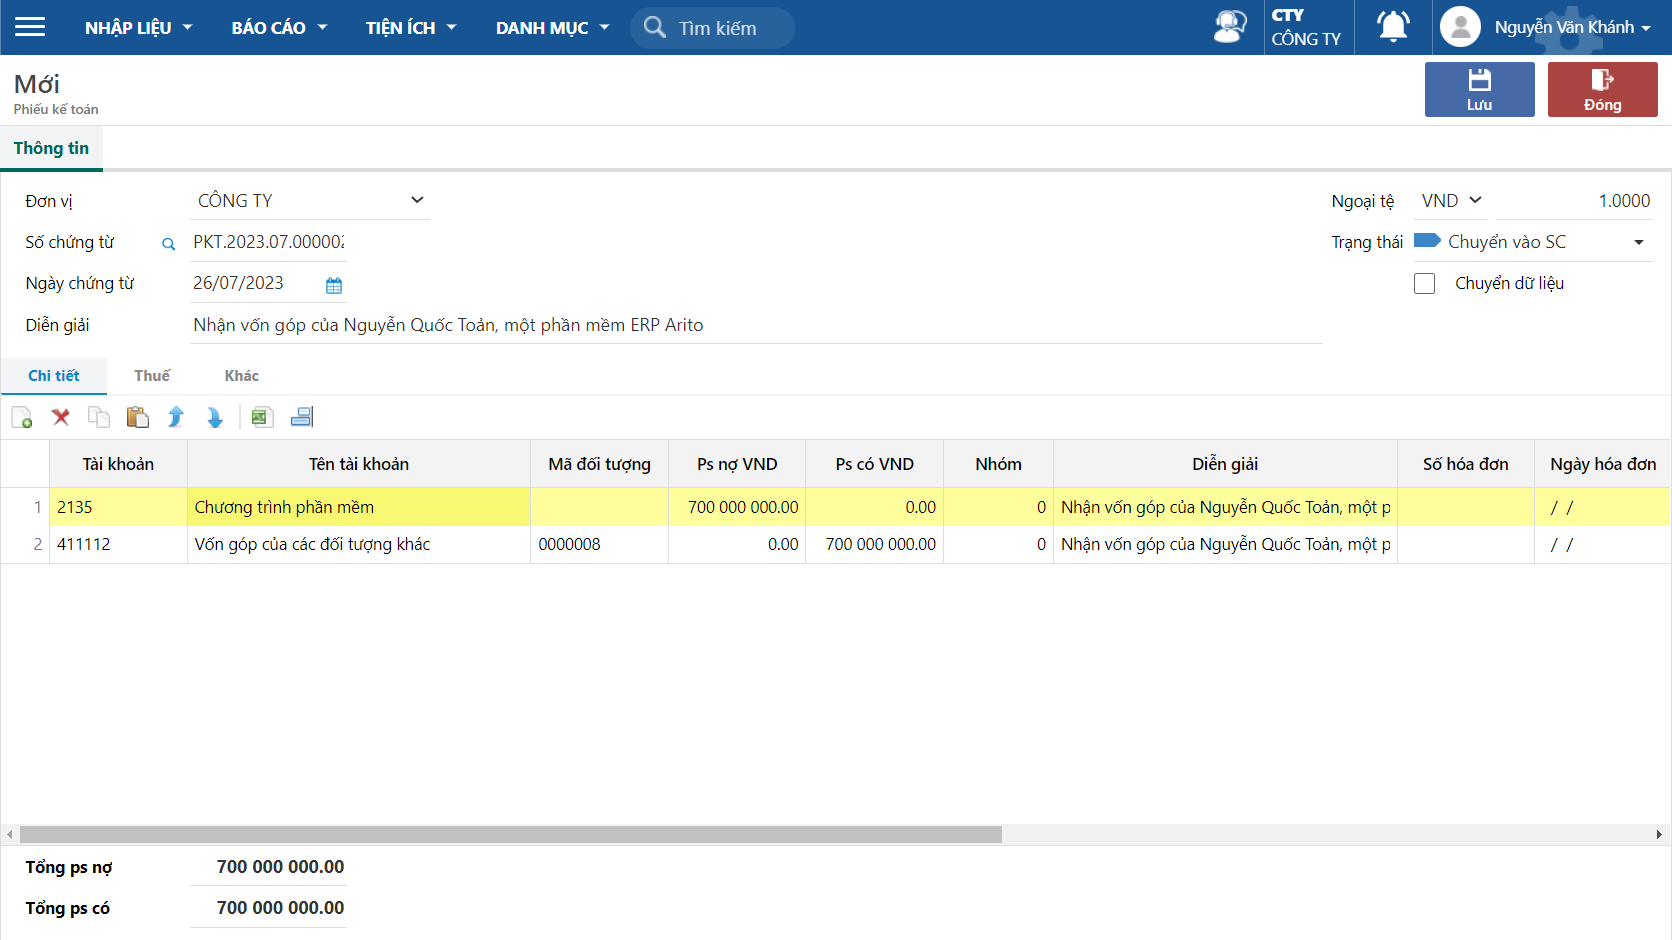 NHẬP LIỆU BÁO CÁO TIỆN ÍCH DANH MỤC Tìm kiếm CTY CÔNG TY Nguyễn Văn Khánh
Mới
Phiếu kế toán
Lưu Đóng
Thông tin
Đơn vị CÔNG TY Ngoại tệ VND 1.0000
Số chứng từ PKT.2023.07.000002 Trạng thái Chuyển vào SC
Ngày chứng từ 26/07/2023 Chuyển dữ liệu
Diễn giải Nhận vốn góp của Nguyễn Quốc Toản, một phần mềm ERP Arito
Chi tiết Thuế Khác
Tài khoản Tên tài khoản Mã đối tượng Ps nợ VND Ps có VND Nhóm Diễn giải Số hóa đơn Ngày hóa đơn
1 2135 Chương trình phần mềm 700 000 000.00 0.00 0 Nhận vốn góp của Nguyễn Quốc Toản, một p / /
2 411112 Vốn góp của các đối tượng khác 0000008 0.00 700 000 000.00 0 Nhận vốn góp của Nguyễn Quốc Toản, một p / /
Tổng ps nợ 700 000 000.00
Tổng ps có 700 000 000.00